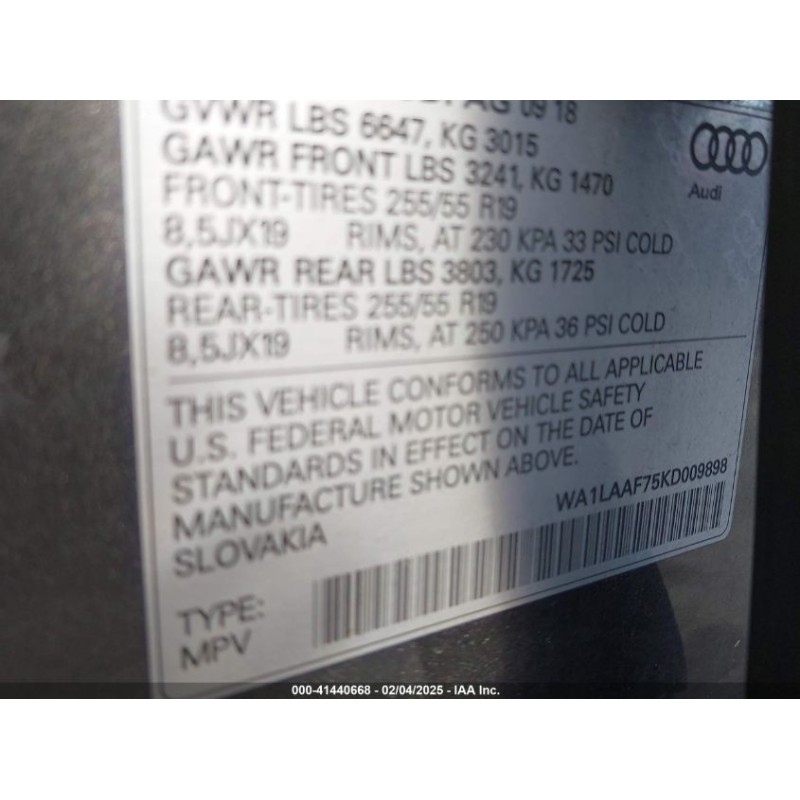 AG 09 18
GVWR LBS 6647, KG 3015
GAWR FRONT LBS 3241, KG 1470
FRONT-TIRES 255/55 R19
8,5JX19 RIMS, AT 230 KPA 33 PSI COLD
GAWR REAR LBS 3803, KG 1725
REAR-TIRES 255/55 R19
8,5JX19 RIMS, AT 250 KPA 36 PSI COLD
Audi
THIS VEHICLE CONFORMS TO ALL APPLICABLE
U.S. FEDERAL MOTOR VEHICLE SAFETY
STANDARDS IN EFFECT ON THE DATE OF
MANUFACTURE SHOWN ABOVE.
SLOVAKIA
WA1LAAF75KD009898
TYPE:
MPV
000-41440668 - 02/04/2025 - IAA Inc.